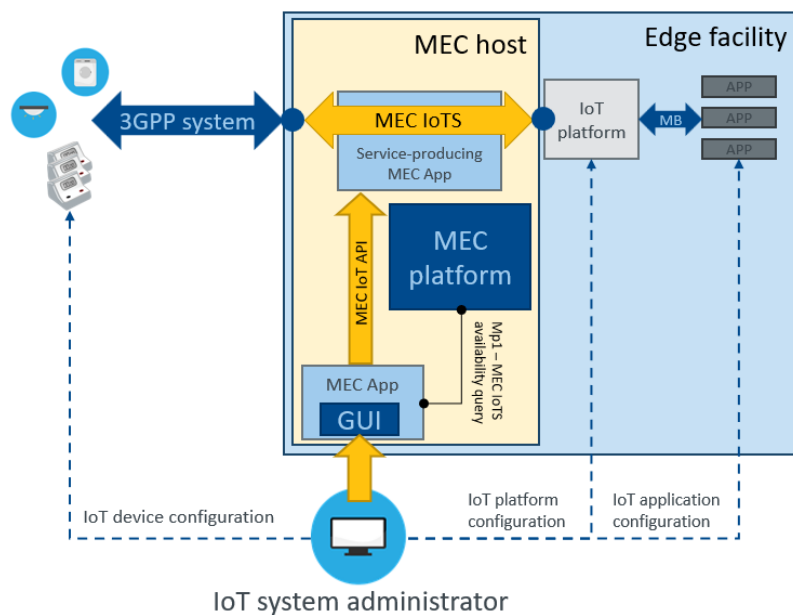 MEC host
Edge facility
3GPP system
MEC IoTS
Service-producing
MEC App
IoT
platform
MB
APP
APP
APP
MEC IoT API
MEC
platform
Mp1 – MEC IoTS
availability query
MEC App
GUI
IoT device configuration
IoT platform
configuration
IoT application
configuration
IoT system administrator